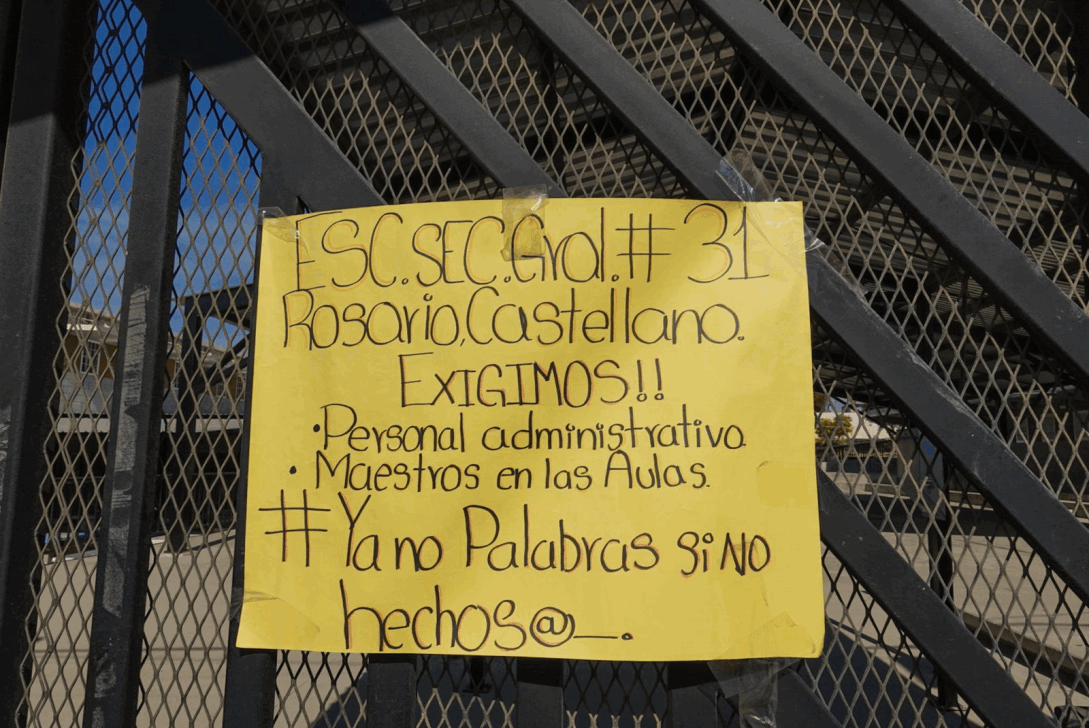 ESC.SEC.Gral.# 31
Rosario.Castellano.
EXIGIMOS!!
•Personal administrativo.
• Maestros en las Aulas.
#Ya no Palabras si NO
hechos@_.